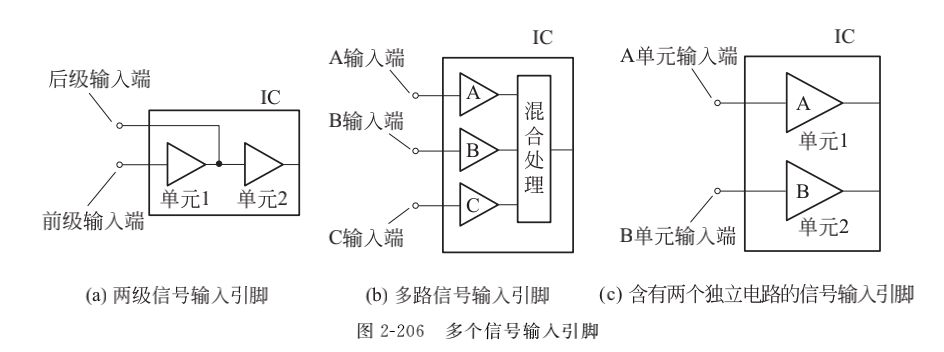 后级输入端
IC
单元1
单元2
前级输入端
(a) 两级信号输入引脚
IC
A输入端
A
B输入端
B
C
C输入端
混合处理
(b) 多路信号输入引脚
IC
A单元输入端
A
单元1
B
B单元输入端
单元2
(c) 含有两个独立电路的信号输入引脚
图 2-206 多个信号输入引脚